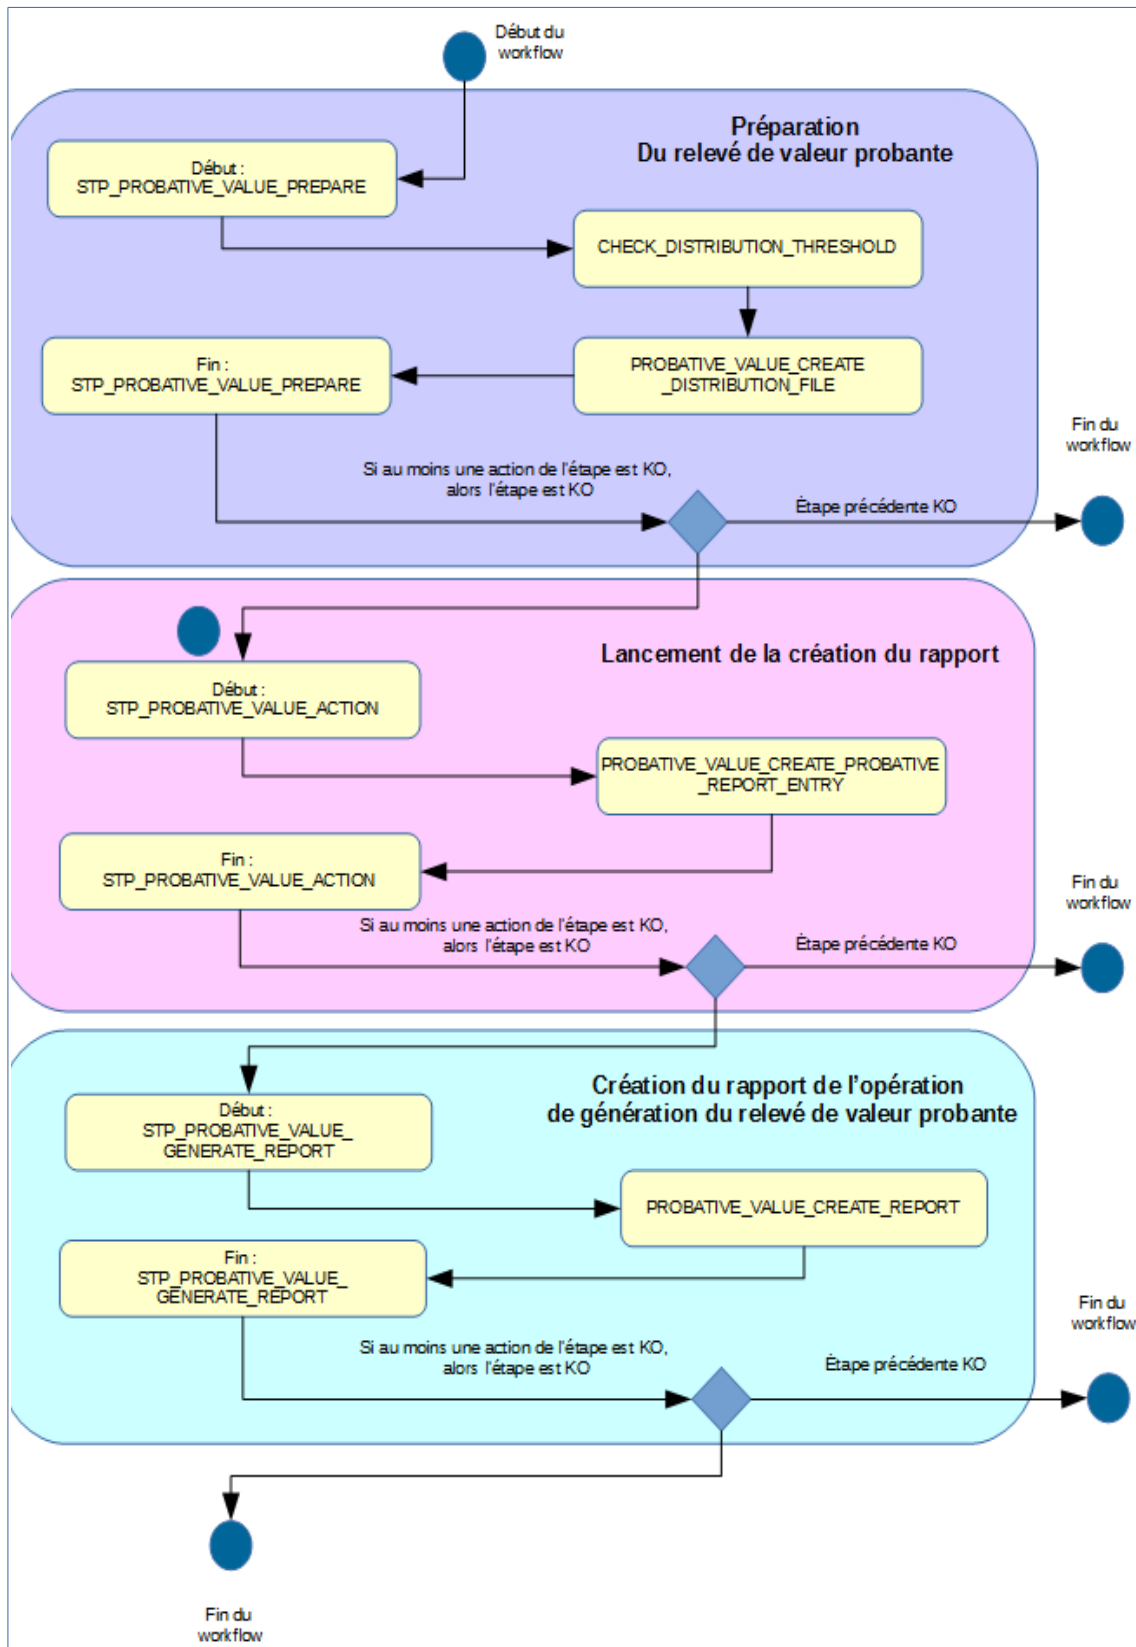 Début du
workflow
Préparation
Du relevé de valeur probante
Début :
STP_PROBATIVE_VALUE_PREPARE
CHECK_DISTRIBUTION_THRESHOLD
Fin :
STP_PROBATIVE_VALUE_PREPARE
PROBATIVE_VALUE_CREATE
_DISTRIBUTION_FILE
Fin du
workflow
Si au moins une action de l'étape est KO,
alors l'étape est KO
Étape précédente KO
Lancement de la création du rapport
Début :
STP_PROBATIVE_VALUE_ACTION
PROBATIVE_VALUE_CREATE_PROBATIVE
_REPORT_ENTRY
Fin :
STP_PROBATIVE_VALUE_ACTION
Fin du
workflow
Si au moins une action de l'étape est KO,
alors l'étape est KO
Étape précédente KO
Création du rapport de l’opération
de génération du relevé de valeur probante
Début :
STP_PROBATIVE_VALUE_
GENERATE_REPORT
PROBATIVE_VALUE_CREATE_REPORT
Fin :
STP_PROBATIVE_VALUE_
GENERATE_REPORT
Fin du
workflow
Si au moins une action de l'étape est KO,
alors l'étape est KO
Étape précédente KO
Fin du
workflow